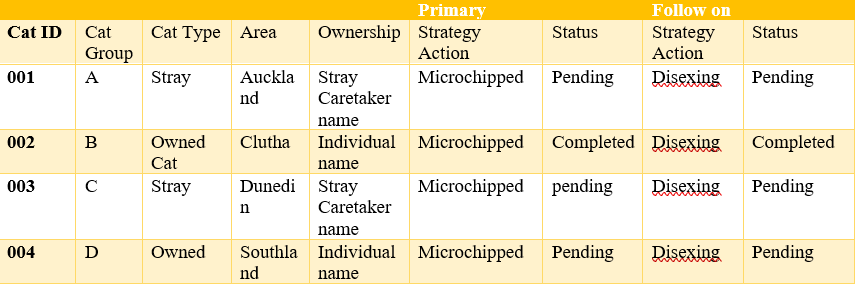 Primary Follow on
Cat ID Cat Group Cat Type Area Ownership Strategy Action Status Strategy Action Status
001 A Stray Auckland Stray Caretaker name Microchipped Pending Disexing Pending
002 B Owned Cat Clutha Individual name Microchipped Completed Disexing Completed
003 C Stray Dunedin Stray Caretaker name Microchipped pending Disexing Pending
004 D Owned Southland Individual name Microchipped Pending Disexing Pending